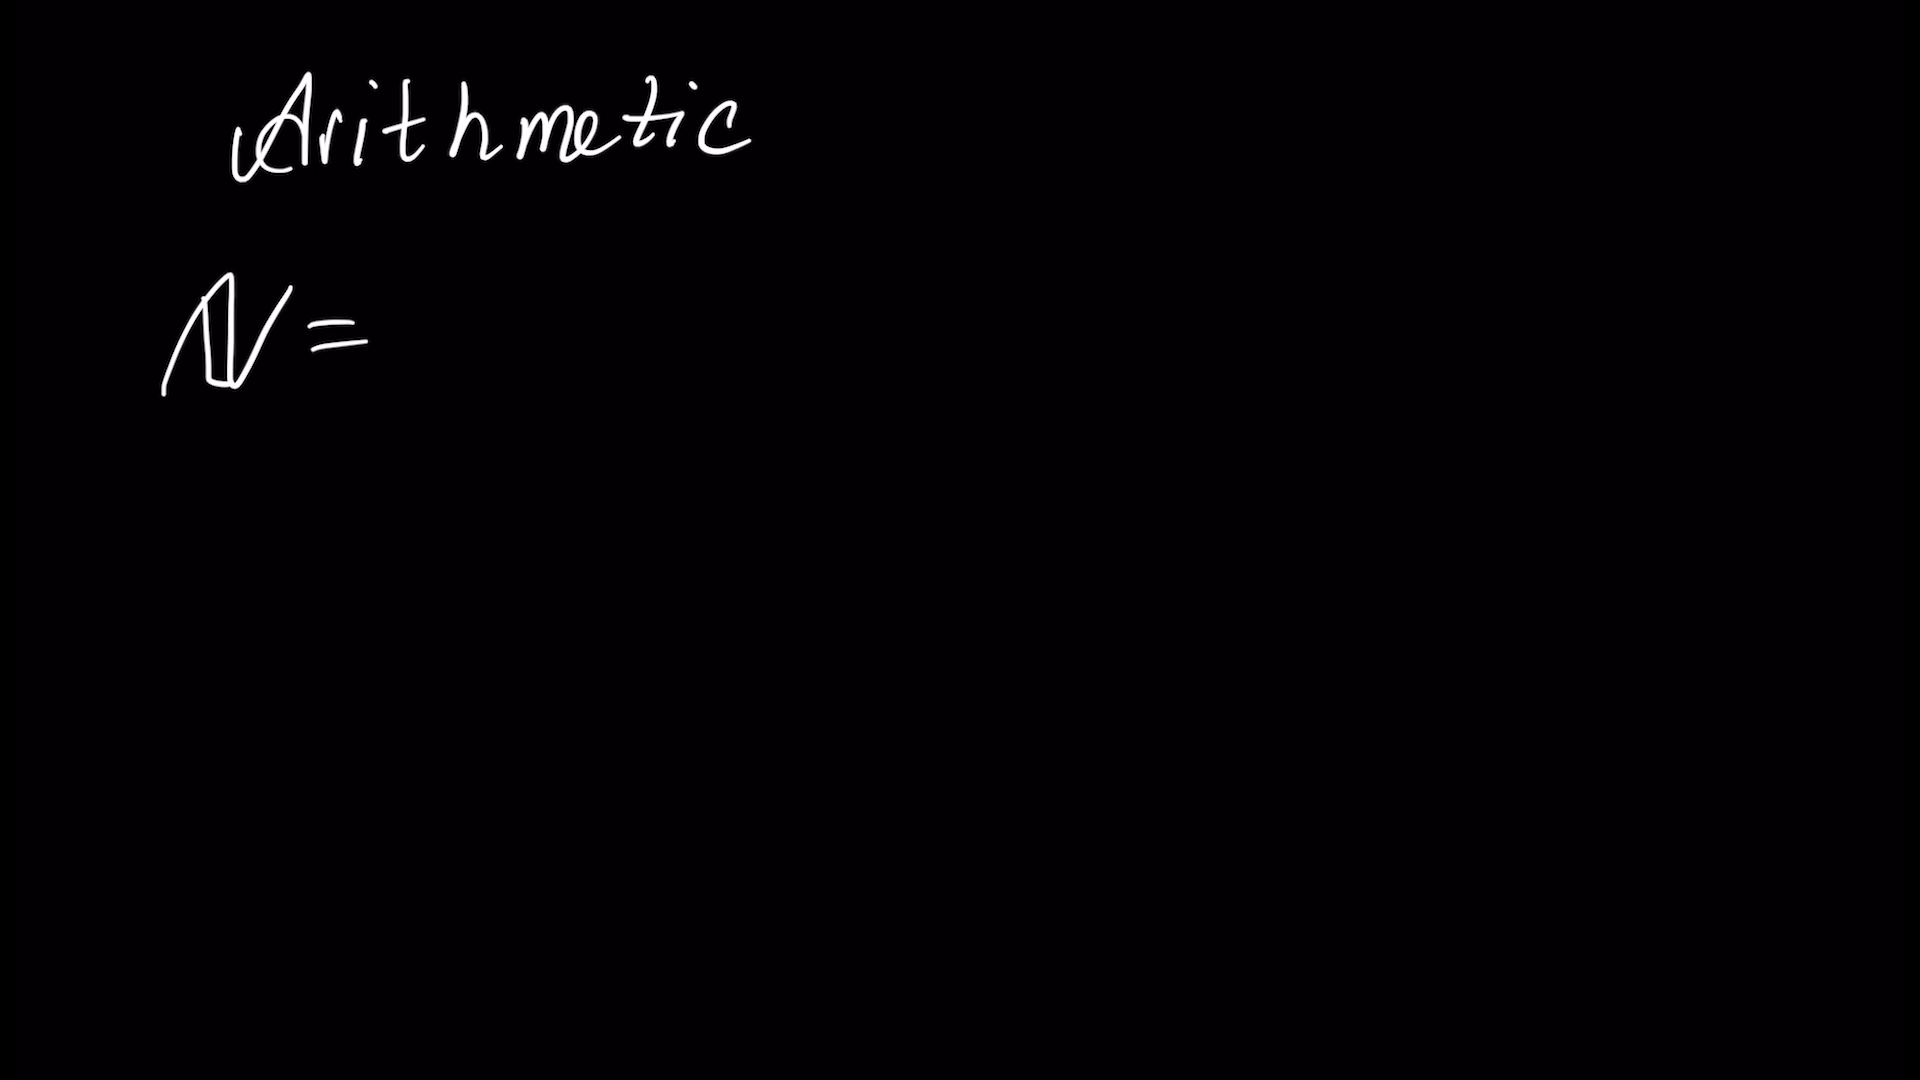 Arithmetic
ℕ =